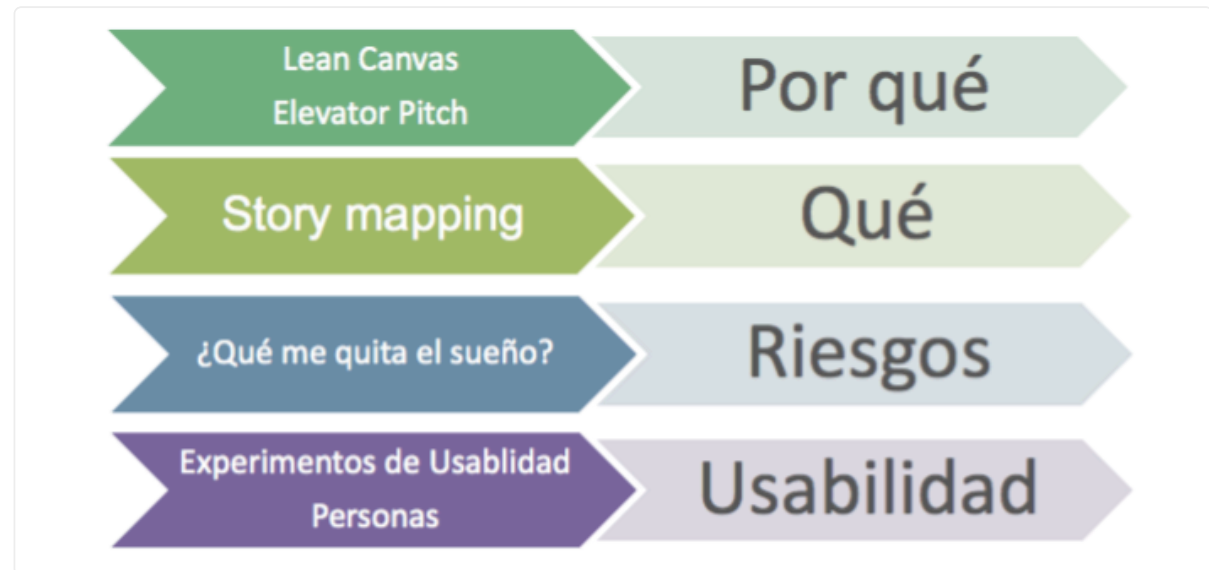 Lean Canvas
Elevator Pitch
Por qué
Story mapping
Qué
¿Qué me quita el sueño?
Riesgos
Experimentos de Usablidad
Personas
Usabilidad